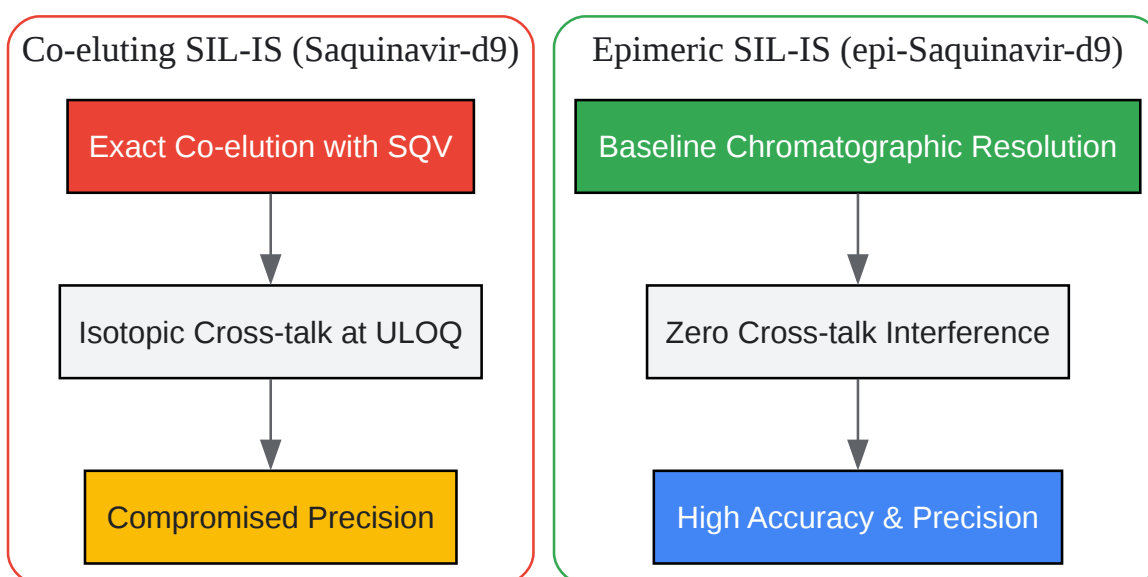 Co-eluting SIL-IS (Saquinavir-d9)
Exact Co-elution with SQV
Isotopic Cross-talk at ULOQ
Compromised Precision
Epimeric SIL-IS (epi-Saquinavir-d9)
Baseline Chromatographic Resolution
Zero Cross-talk Interference
High Accuracy & Precision